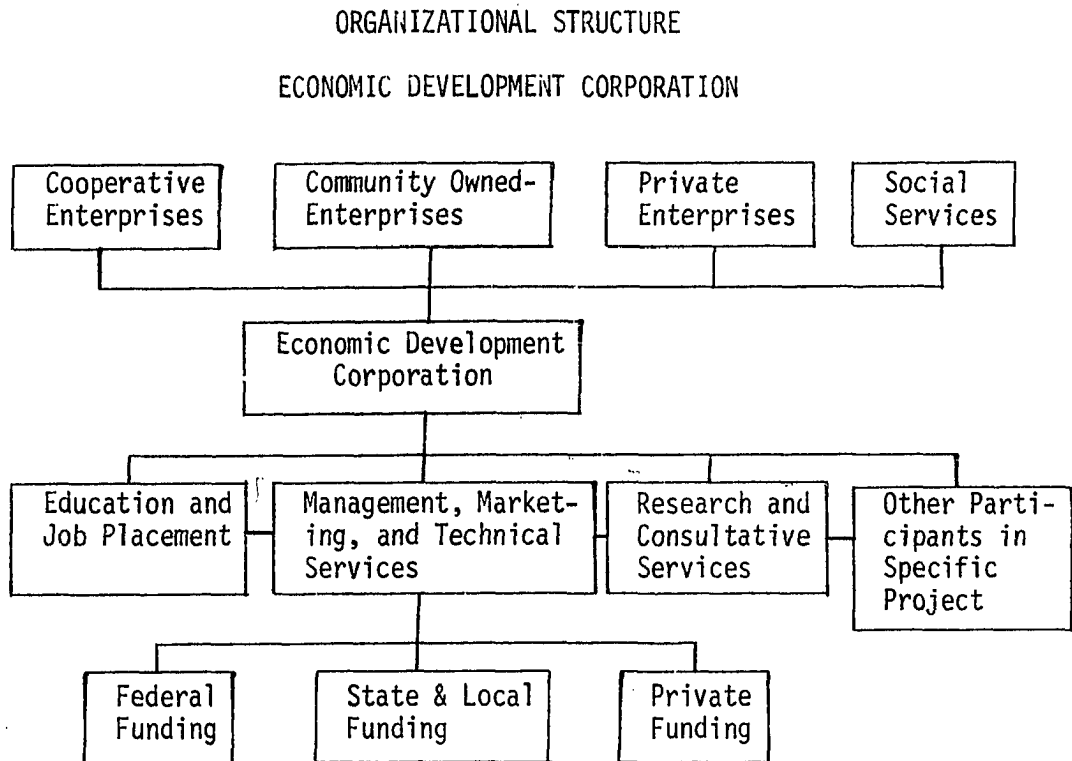 ORGANIZATIONAL STRUCTURE
ECONOMIC DEVELOPMENT CORPORATION
Cooperative
Enterprises
Community Owned-
Enterprises
Private
Enterprises
Social
Services
Economic Development
Corporation
Education and
Job Placement
Management, Market-
ing, and Technical
Services
Research and
Consultative
Services
Other Parti-
cipants in
Specific
Project
Federal
Funding
State & Local
Funding
Private
Funding